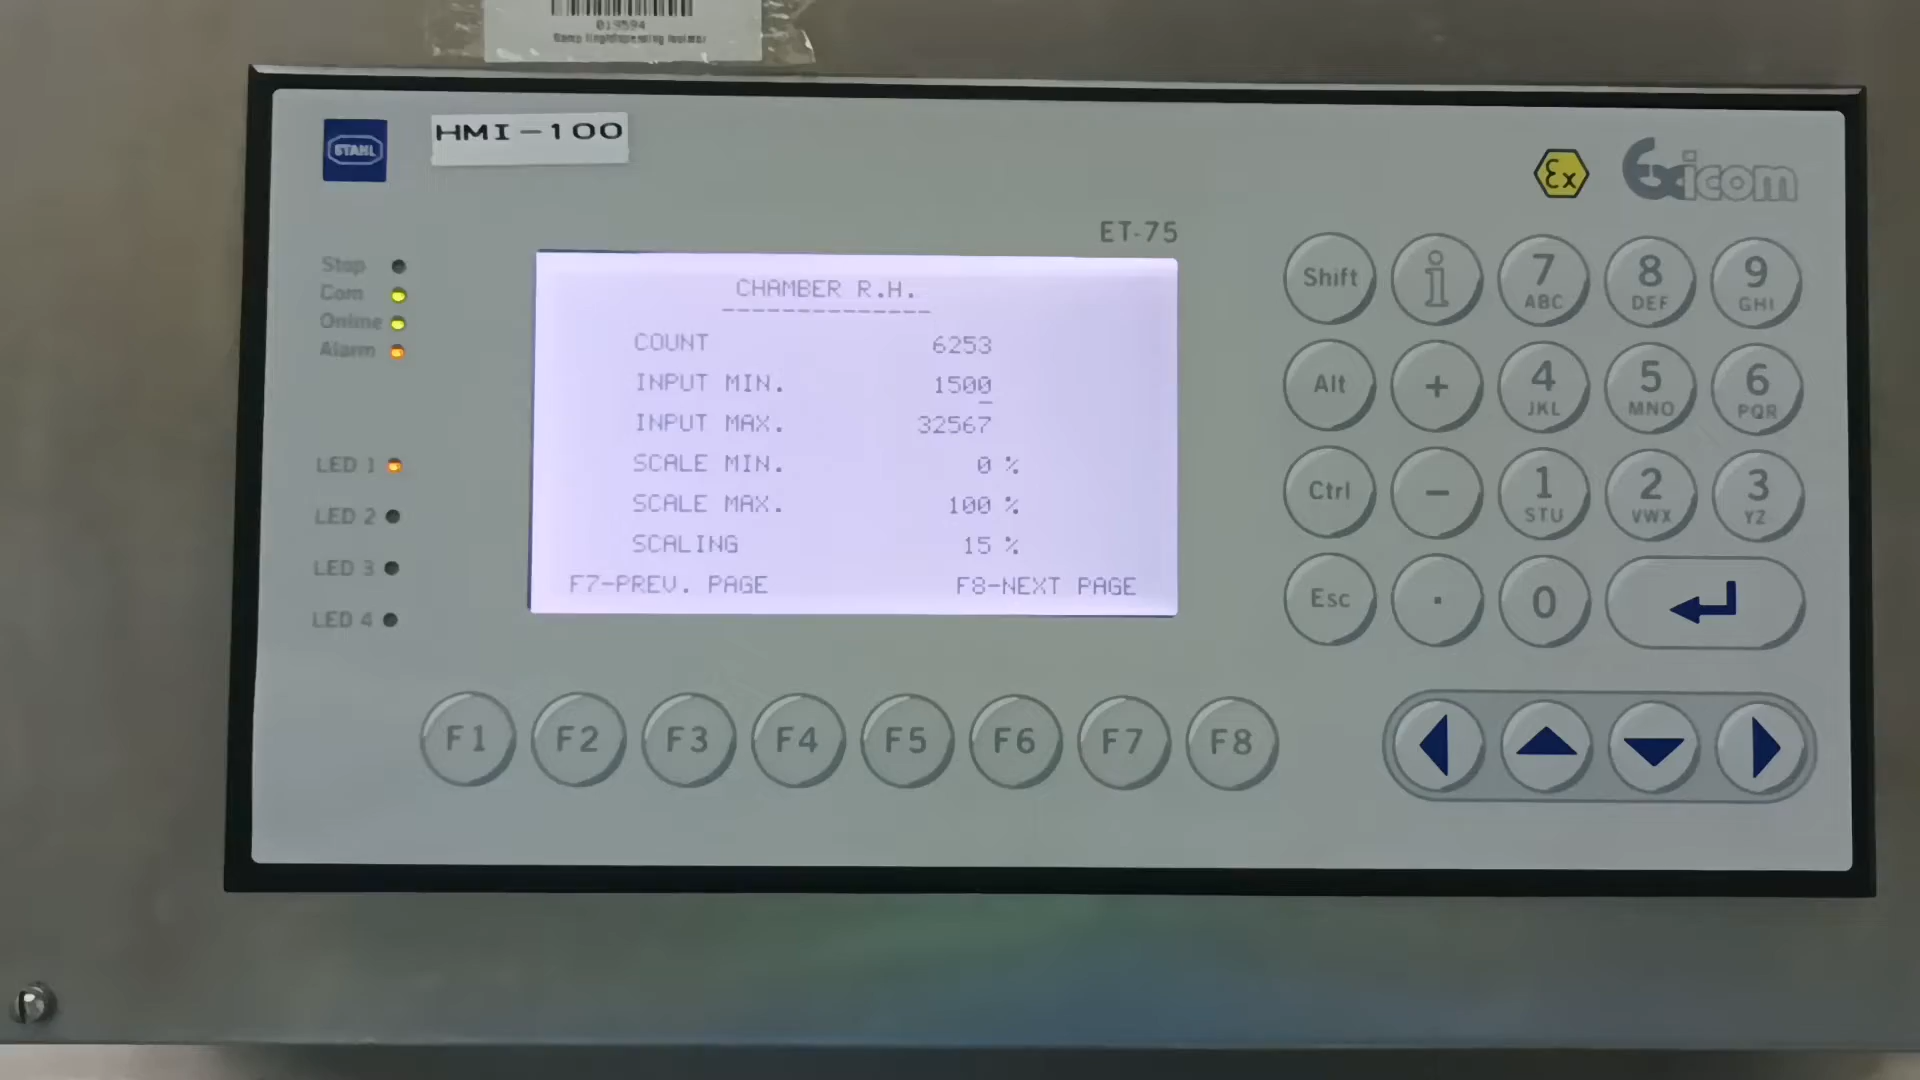 019594
STAHL
HMI-100
Ex
Exicom
ET-75
Stop
Com
Online
Alarm
LED 1
LED 2
LED 3
LED 4
CHAMBER R.H.
COUNT 6253
INPUT MIN. 1500
INPUT MAX. 32567
SCALE MIN. 0 %
SCALE MAX. 100 %
SCALING 15 %
F7-PREV. PAGE F8-NEXT PAGE
Shift i 7 ABC 8 DEF 9 GHI
Alt + 4 JKL 5 MNO 6 PQR
Ctrl - 1 STU 2 VWX 3 YZ
Esc . 0
F1 F2 F3 F4 F5 F6 F7 F8